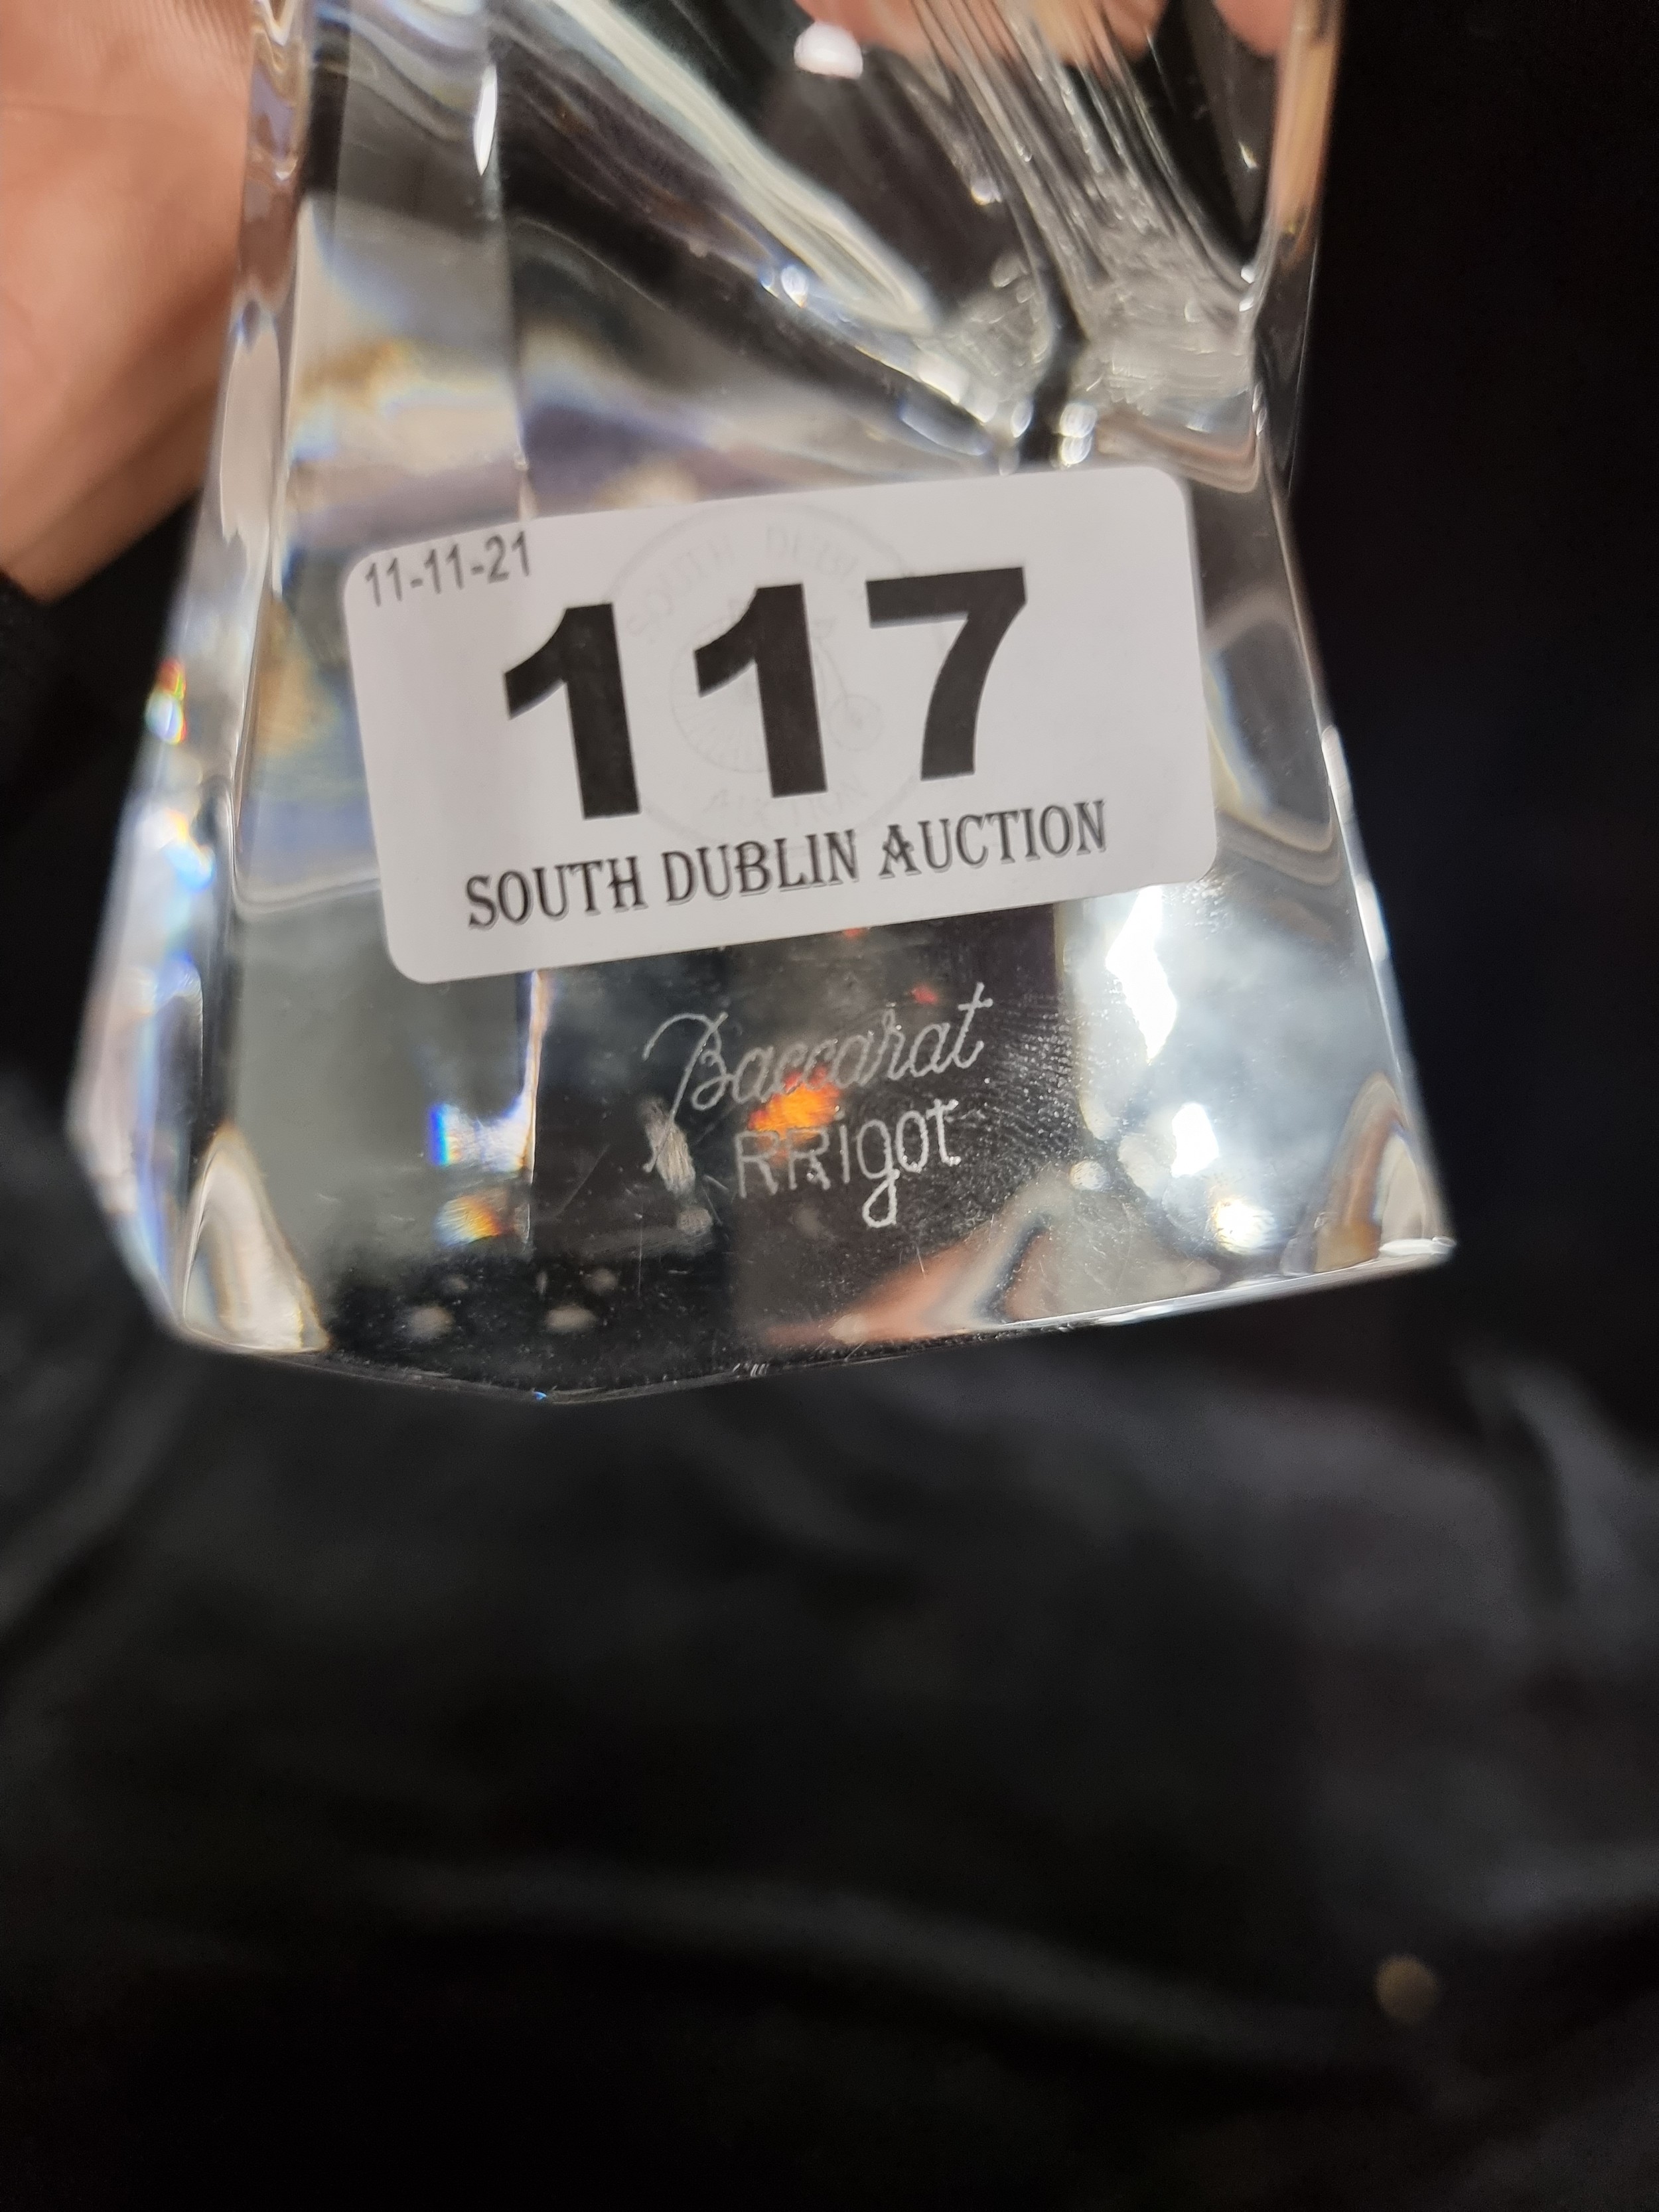 11-11-21
117
SOUTH DUBLIN AUCTION
Baccarat
RRigot